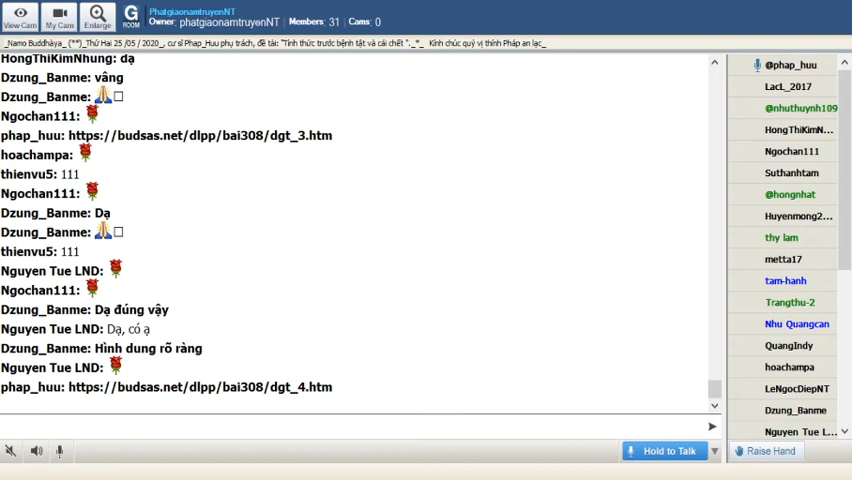 View Cam
My Cam
Enlarge
G
ROOM
PhatgiaonamtruyenNT
Owner: phatgiaonamtruyenNT | Members: 31 | Cams: 0
_Namo Buddhàya_ (**)_Thứ Hai 25 /05 / 2020_, cư sĩ Phap_Huu phụ trách, đề tài: "Tỉnh thức trước bệnh tật và cái chết "._*_ Kính chúc quý vị thính Pháp an lạc_
HongThiKimNhung: dạ
Dzung_Banme: vâng
Dzung_Banme:
Ngochan111:
phap_huu: https://budsas.net/dlpp/bai308/dgt_3.htm
hoachampa:
thienvu5: 111
Ngochan111:
Dzung_Banme: Dạ
Dzung_Banme:
thienvu5: 111
Nguyen Tue LND:
Ngochan111:
Dzung_Banme: Dạ đúng vậy
Nguyen Tue LND: Dạ, có ạ
Dzung_Banme: Hình dung rõ ràng
Nguyen Tue LND:
phap_huu: https://budsas.net/dlpp/bai308/dgt_4.htm
@phap_huu
LacL_2017
@nhuthuynh109
HongThiKimN...
Ngochan111
Suthanhtam
@hongnhat
Huyenmong2...
thy lam
metta17
tam-hanh
Trangthu-2
Nhu Quangcan
QuangIndy
hoachampa
LeNgocDiepNT
Dzung_Banme
Nguyen Tue L...
Hold to Talk
Raise Hand